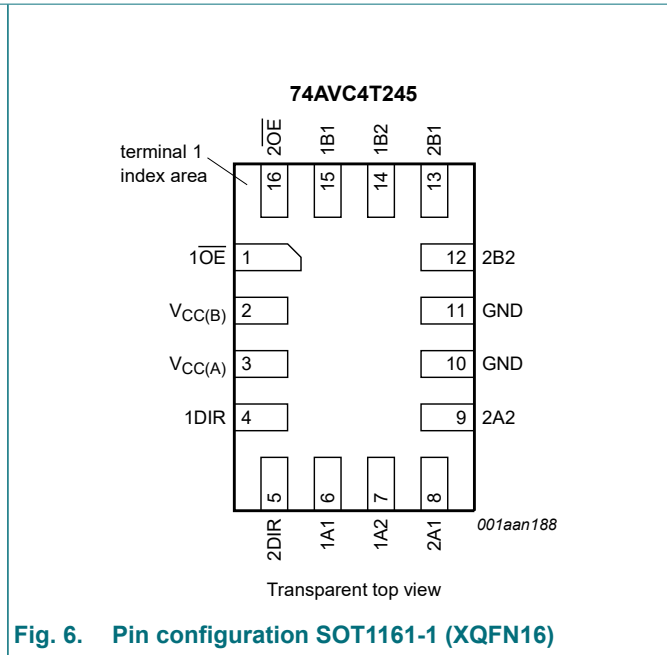 74AVC4T245
terminal 1
index area
2O̅E̅
1B1
1B2
2B1
16
15
14
13
1O̅E̅ 1
12 2B2
VCC(B) 2
11 GND
VCC(A) 3
10 GND
1DIR 4
9 2A2
5
6
7
8
2DIR
1A1
1A2
2A1
001aan188
Transparent top view
Fig. 6. Pin configuration SOT1161-1 (XQFN16)